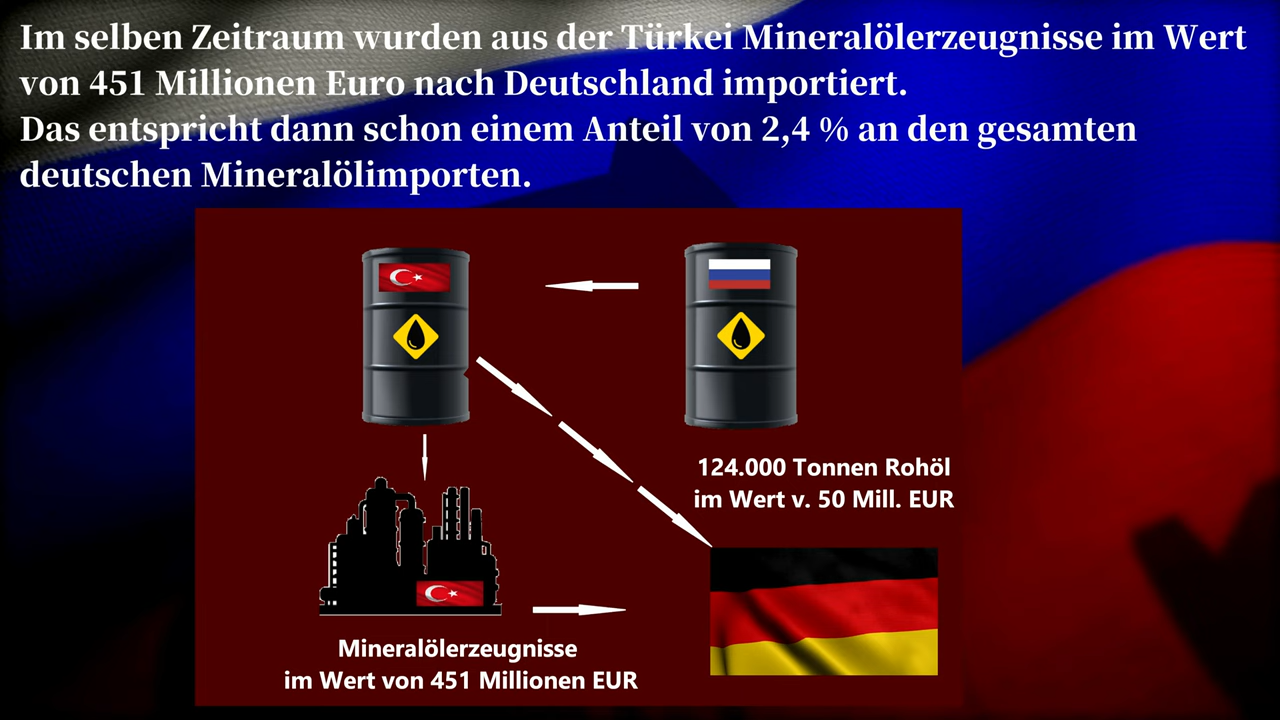 Im selben Zeitraum wurden aus der Türkei Mineralölerzeugnisse im Wert
von 451 Millionen Euro nach Deutschland importiert.
Das entspricht dann schon einem Anteil von 2,4 % an den gesamten
deutschen Mineralölimporten.
124.000 Tonnen Rohöl
im Wert v. 50 Mill. EUR
Mineralölerzeugnisse
im Wert von 451 Millionen EUR